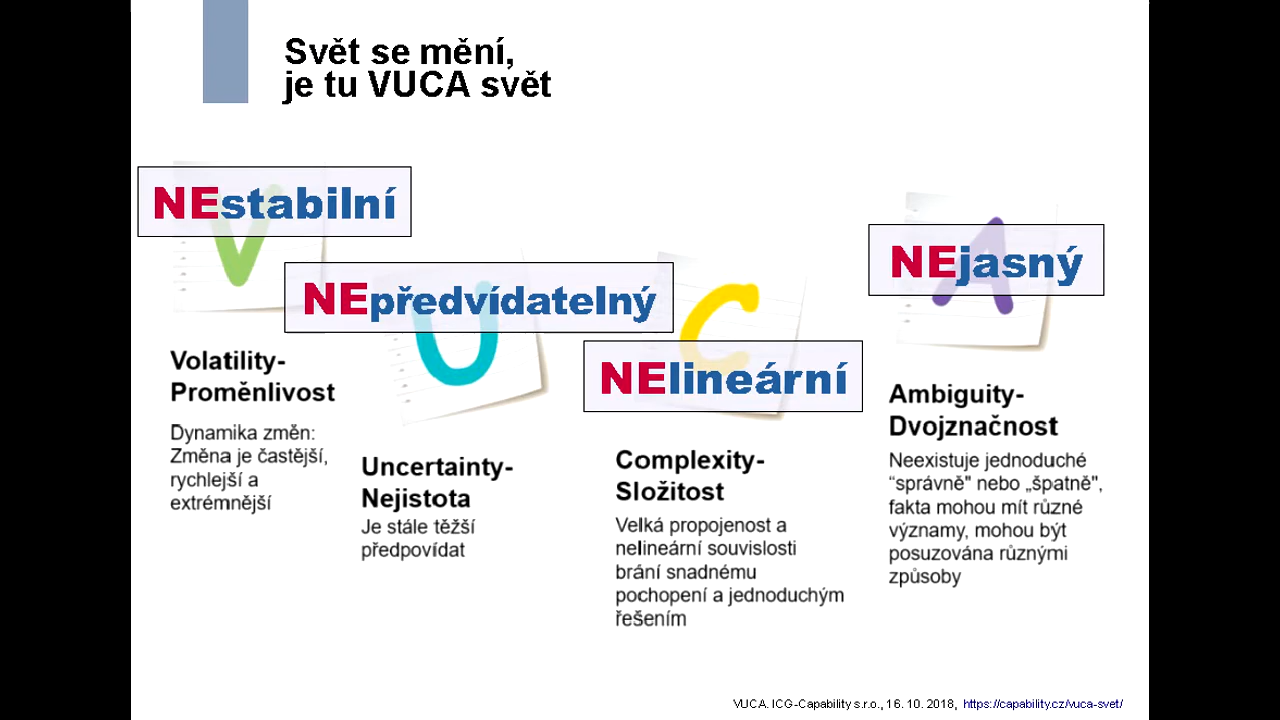 Svět se mění,
je tu VUCA svět
NEstabilní
V
Volatility-
Proměnlivost
Dynamika změn:
Změna je častější,
rychlejší a
extrémnější
NEpředvídatelný
U
Uncertainty-
Nejistota
Je stále těžší
předpovídat
C
NElineární
Complexity-
Složitost
Velká propojenost a
nelineární souvislosti
brání snadnému
pochopení a jednoduchým
řešením
NEjasný
A
Ambiguity-
Dvojznačnost
Neexistuje jednoduché
“správně" nebo „špatně",
fakta mohou mít různé
významy, mohou být
posuzována různými
způsoby
VUCA. ICG-Capability s.r.o., 16. 10. 2018, https://capability.cz/vuca-svet/